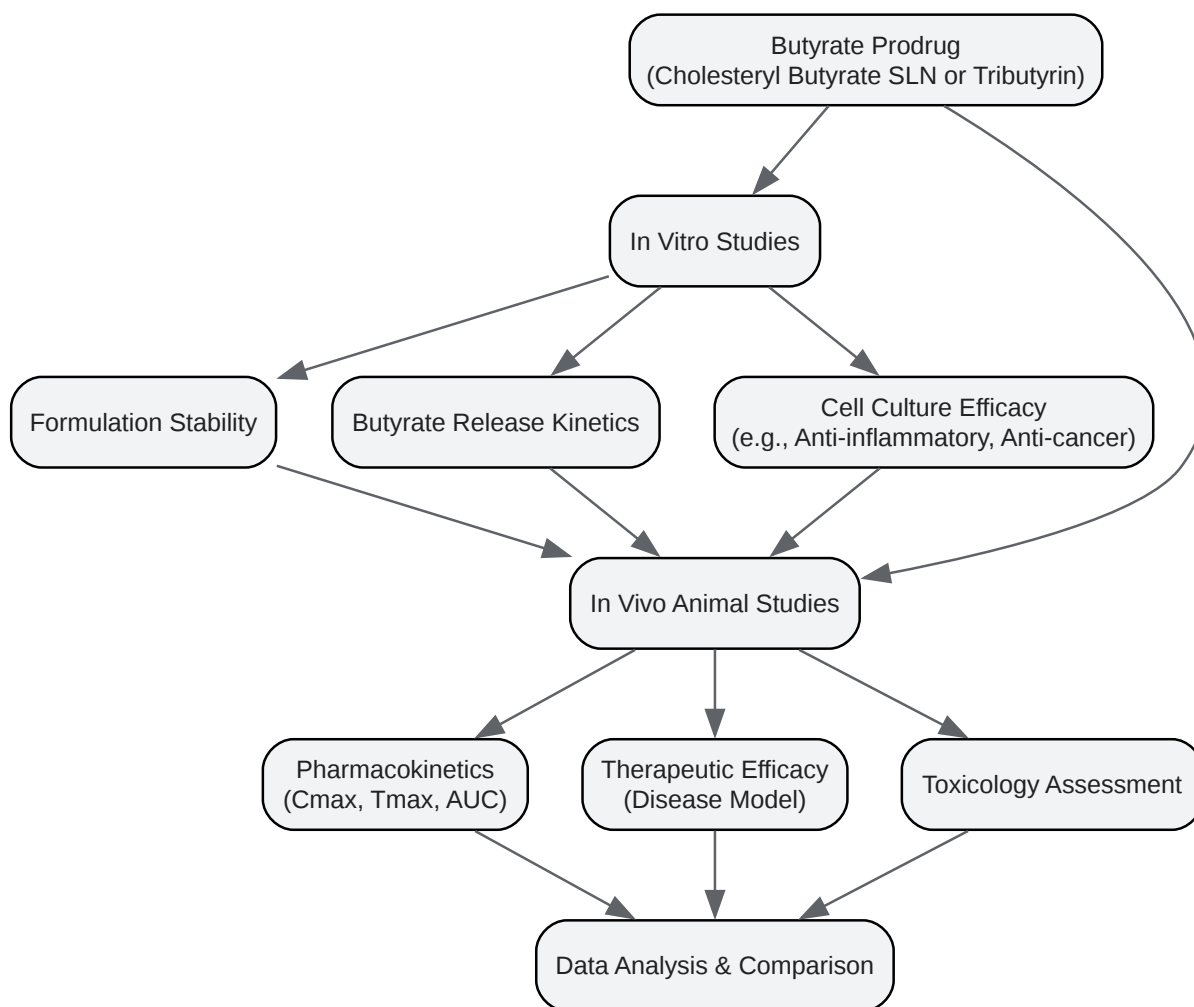 Butyrate Prodrug
(Cholesteryl Butyrate SLN or Tributyrin)
In Vitro Studies
Formulation Stability
Butyrate Release Kinetics
Cell Culture Efficacy
(e.g., Anti-inflammatory, Anti-cancer)
In Vivo Animal Studies
Pharmacokinetics
(Cmax, Tmax, AUC)
Therapeutic Efficacy
(Disease Model)
Toxicology Assessment
Data Analysis & Comparison